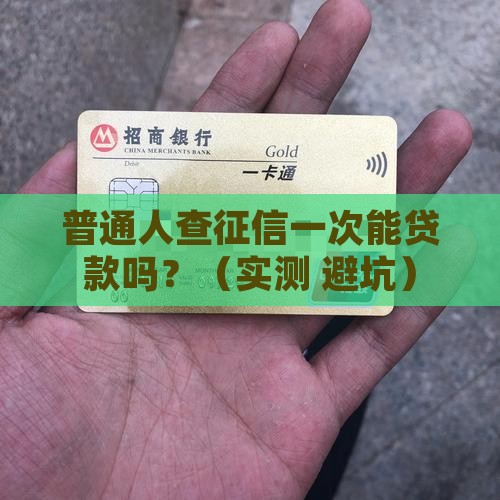 招商银行
CHINA MERCHANTS BANK
Debit
Gold
一卡通
普通人查征信一次能贷
款吗？（实测 避坑）